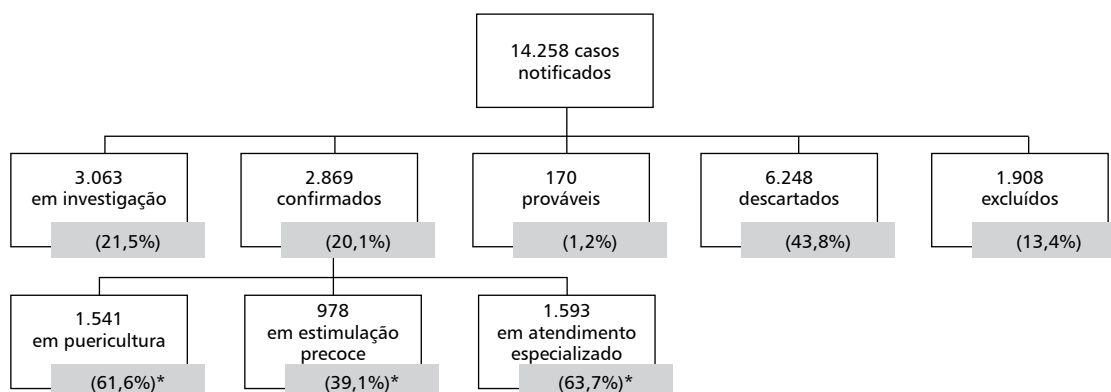 14.258 casos
notificados
3.063
em investigação
(21,5%)
2.869
confirmados
(20,1%)
170
prováveis
(1,2%)
6.248
descartados
(43,8%)
1.908
excluídos
(13,4%)
1.541
em puericultura
(61,6%)*
978
em estimulação
precoce
(39,1%)*
1.593
em atendimento
especializado
(63,7%)*